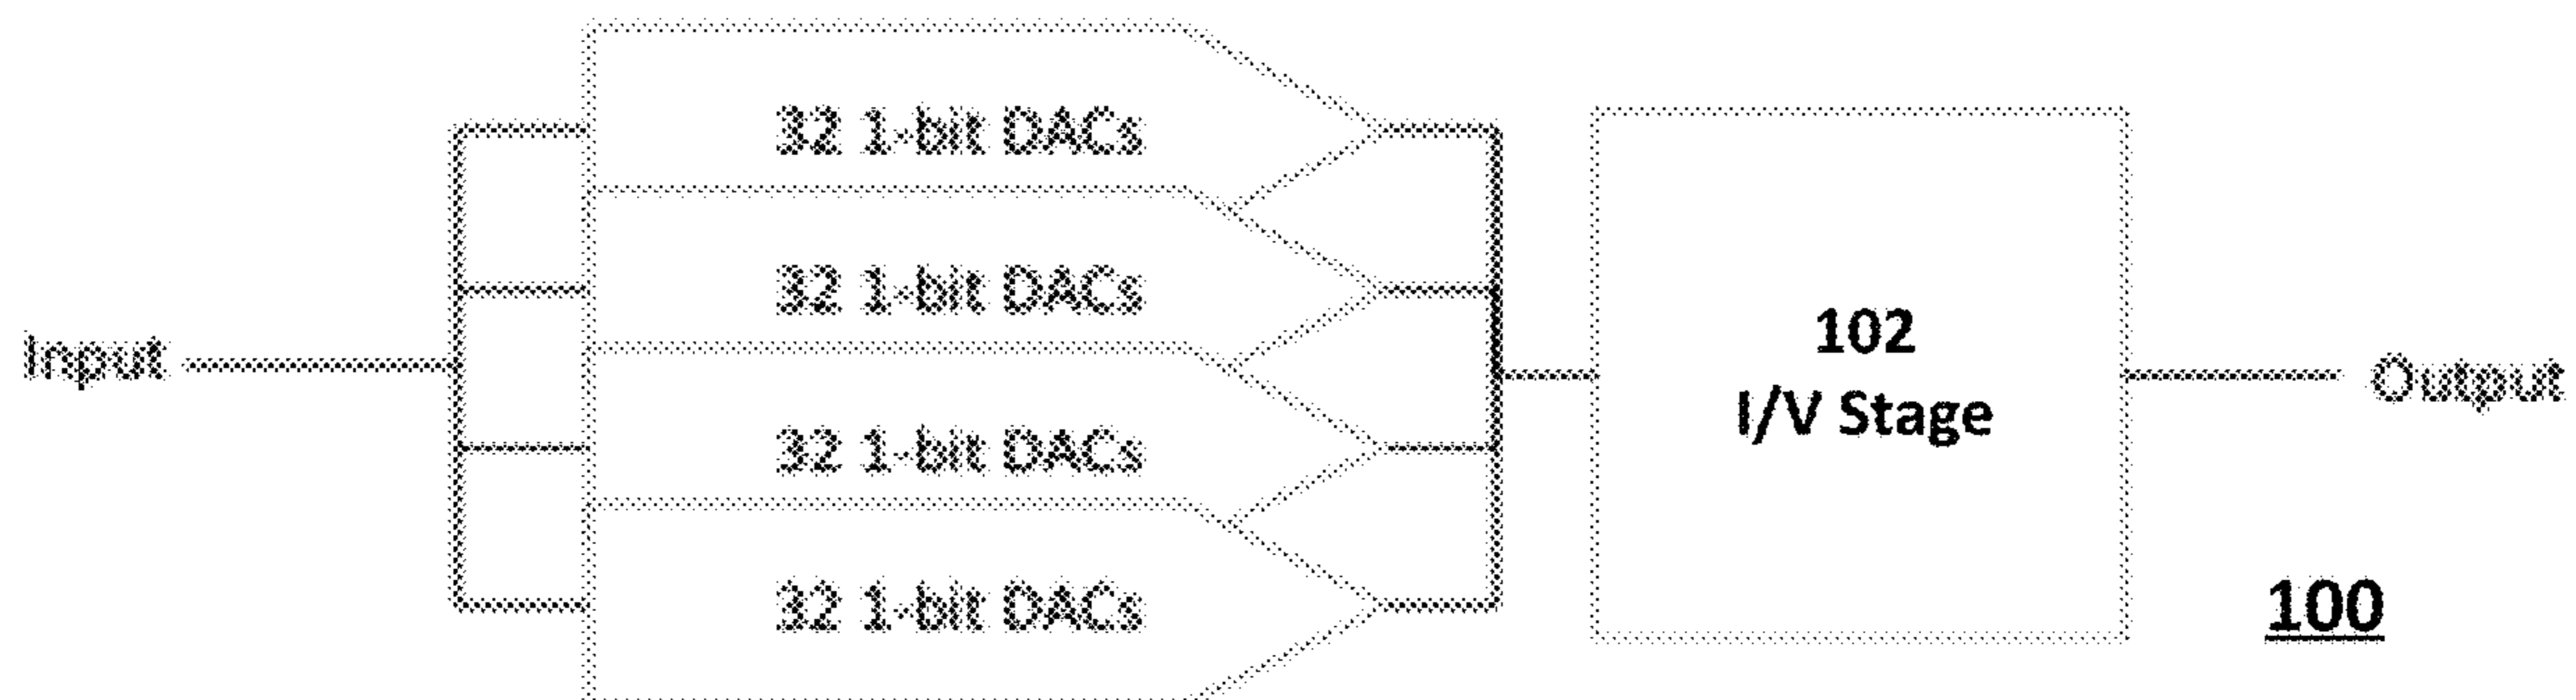 32 1-bit DACs
32 1-bit DACs
Input
102
I/V Stage
Output
32 1-bit DACs
32 1-bit DACs
100